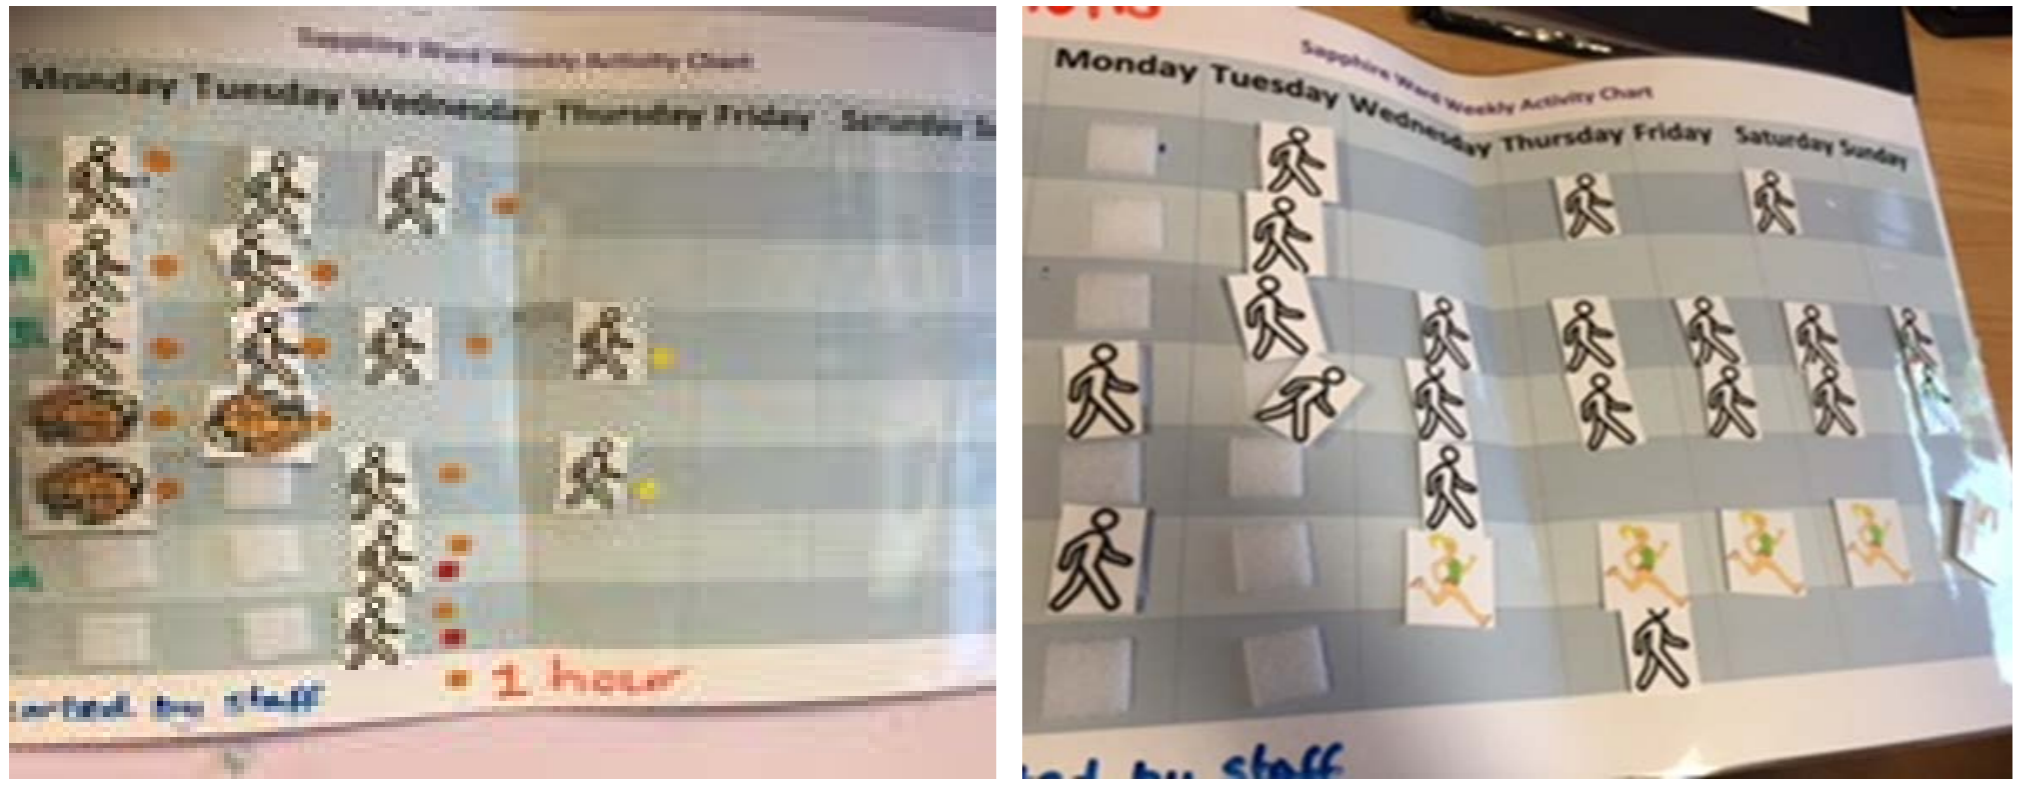 Sapphire Ward Weekly Activity Chart
Monday Tuesday Wednesday Thursday Friday Saturday
by staff
1 hour
Sapphire Ward Weekly Activity Chart
Monday Tuesday Wednesday Thursday Friday Saturday Sunday
by staff